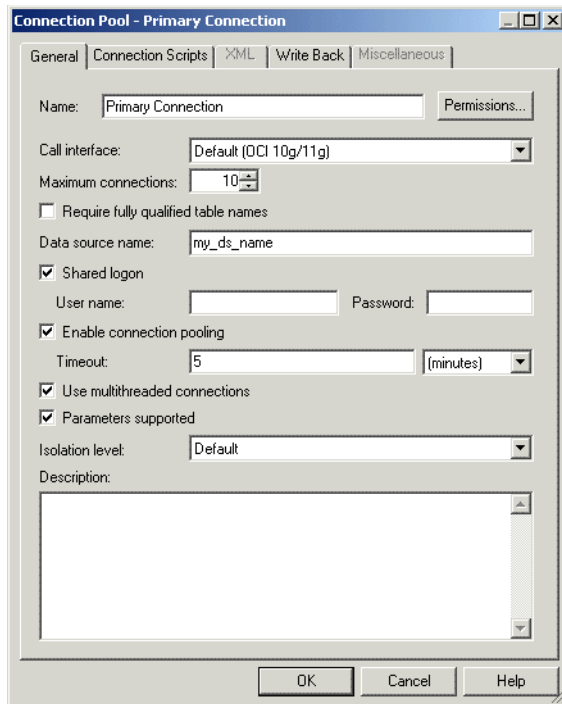 Connection Pool - Primary Connection
General Connection Scripts XML Write Back Miscellaneous
Name: Primary Connection Permissions...
Call interface: Default (OCI 10g/11g)
Maximum connections: 10
Require fully qualified table names
Data source name: my_ds_name
Shared logon
User name: Password:
Enable connection pooling
Timeout: 5 (minutes)
Use multithreaded connections
Parameters supported
Isolation level: Default
Description:
OK Cancel Help